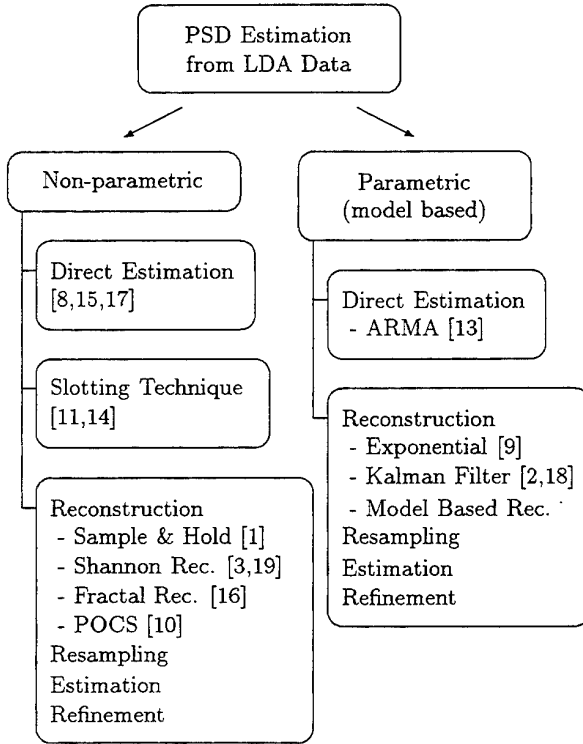 PSD Estimation
from LDA Data
Non-parametric
Direct Estimation
[8,15,17]
Slotting Technique
[11,14]
Reconstruction
- Sample & Hold [1]
- Shannon Rec. [3,19]
- Fractal Rec. [16]
- POCS [10]
Resampling
Estimation
Refinement
Parametric
(model based)
Direct Estimation
- ARMA [13]
Reconstruction
- Exponential [9]
- Kalman Filter [2,18]
- Model Based Rec.
Resampling
Estimation
Refinement